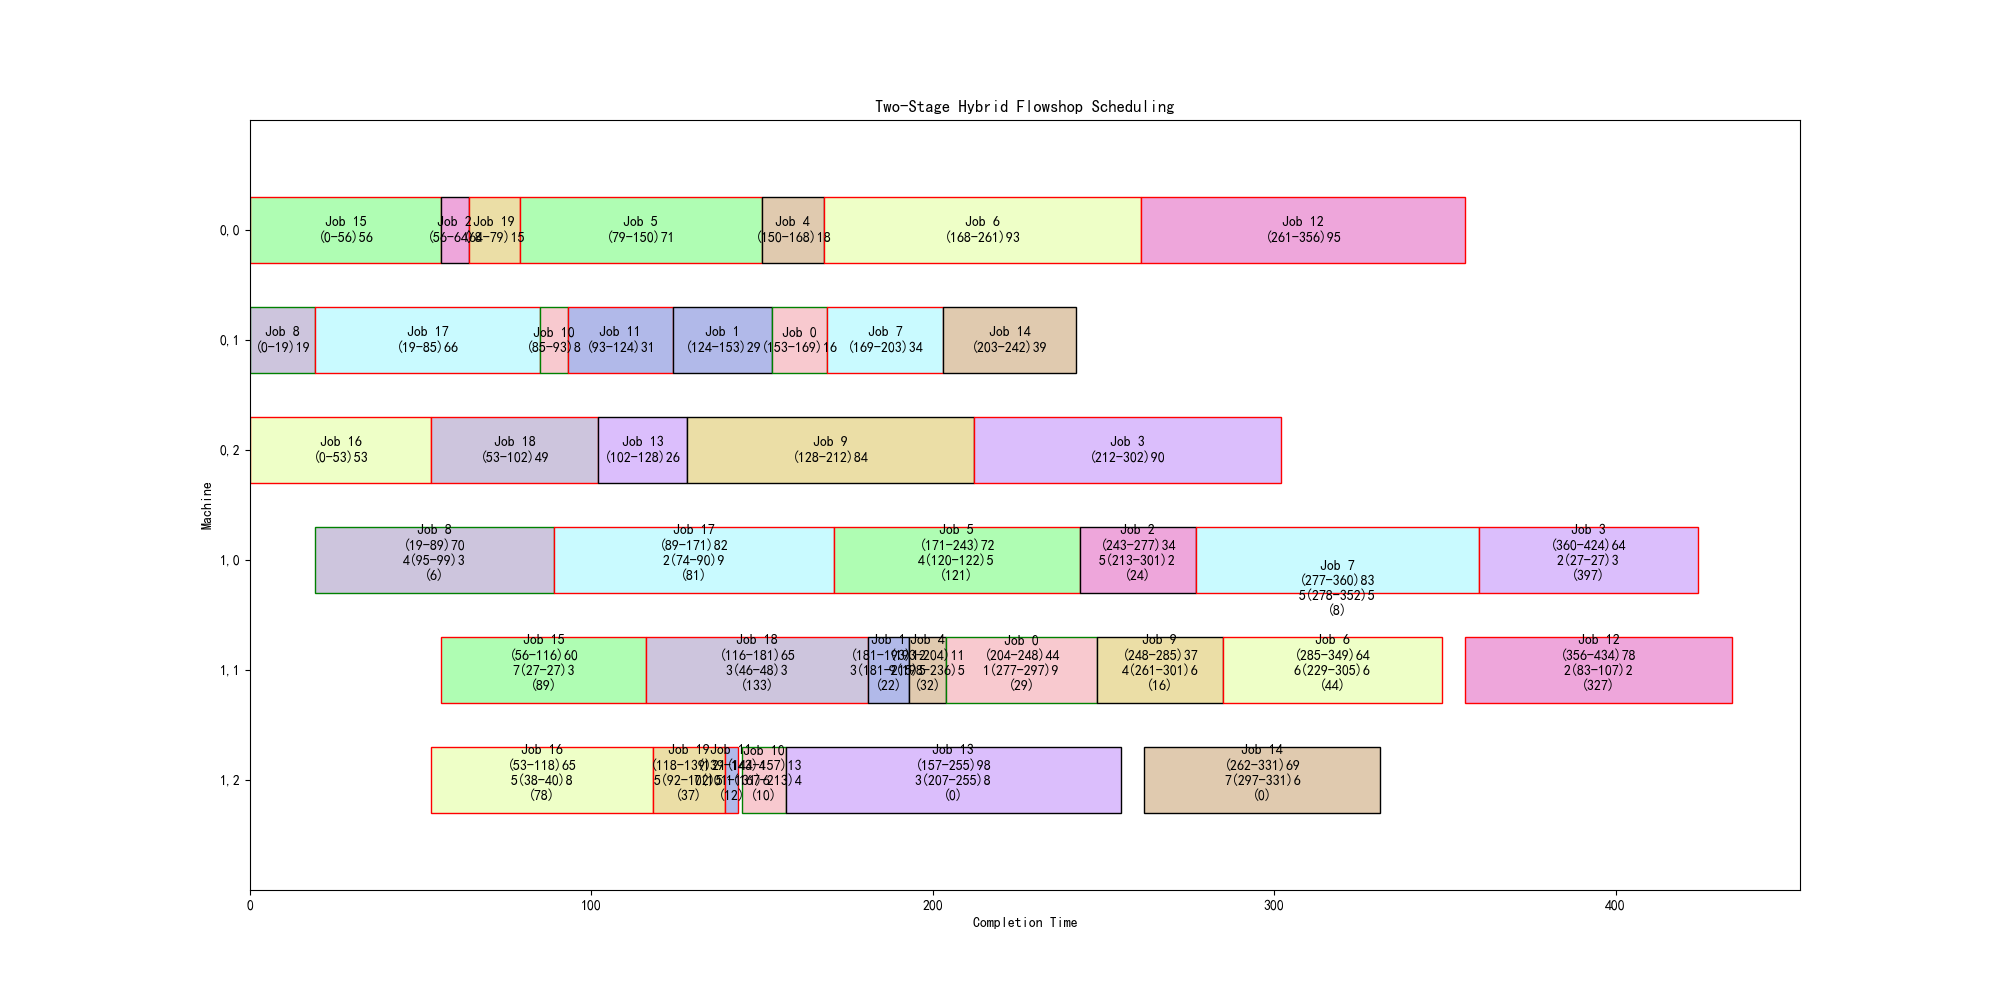 Two-Stage Hybrid Flowshop Scheduling
0,0
Job 15
(0-56)56
Job 2
(56-64)8
Job 19
(64-79)15
Job 5
(79-150)71
Job 4
(150-168)18
Job 6
(168-261)93
Job 12
(261-356)95
0,1
Job 8
(0-19)19
Job 17
(19-85)66
Job 10
(85-93)8
Job 11
(93-124)31
Job 1
(124-153)29
Job 0
(153-169)16
Job 7
(169-203)34
Job 14
(203-242)39
0,2
Job 16
(0-53)53
Job 18
(53-102)49
Job 13
(102-128)26
Job 9
(128-212)84
Job 3
(212-302)90
Machine
1,0
Job 8
(19-89)70
4(95-99)3
(6)
Job 17
(89-171)82
2(74-90)9
(81)
Job 5
(171-243)72
4(120-122)5
(121)
Job 2
(243-277)34
5(213-301)2
(24)
Job 7
(277-360)83
5(278-352)5
(8)
Job 3
(360-424)64
2(27-27)3
(397)
1,1
Job 15
(56-116)60
7(27-27)3
(89)
Job 18
(116-181)65
3(46-48)3
(133)
Job 1
(181-193)12
(22)
Job 4
(193-204)11
(32)
Job 0
(204-248)44
1(277-297)9
(29)
Job 9
(248-285)37
4(261-301)6
(16)
Job 6
(285-349)64
6(229-305)6
(44)
Job 12
(356-434)78
2(83-107)2
(327)
1,2
Job 16
(53-118)65
5(38-40)8
(78)
Job 19
(118-139)21
(37)
Job 11
(12)
Job 10
(144-157)13
(10)
Job 13
(157-255)98
3(207-255)8
(0)
Job 14
(262-331)69
7(297-331)6
(0)
0
100
200
300
400
Completion Time